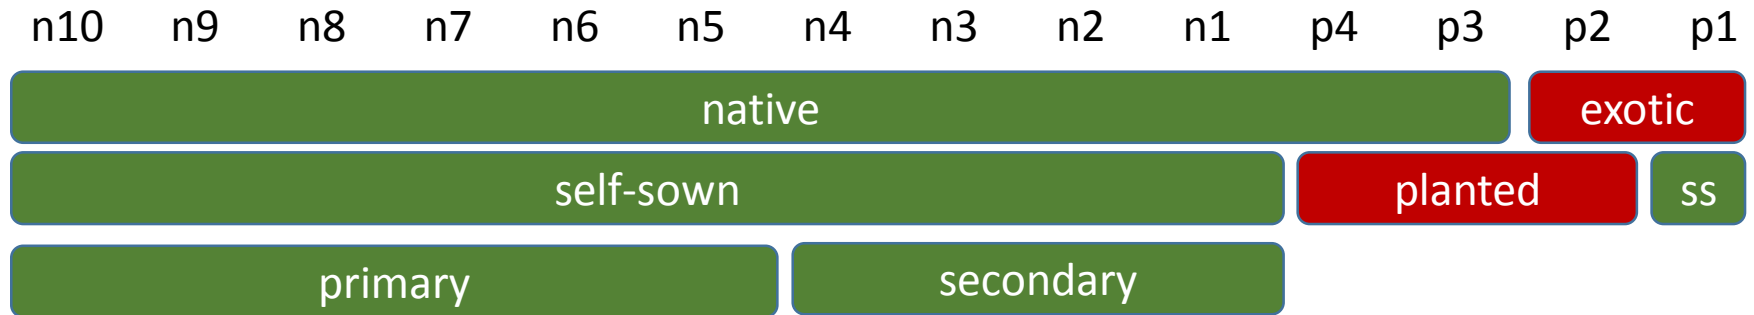 n10 n9 n8 n7 n6 n5 n4 n3 n2 n1 p4 p3 p2 p1
native exotic
self-sown planted ss
primary secondary